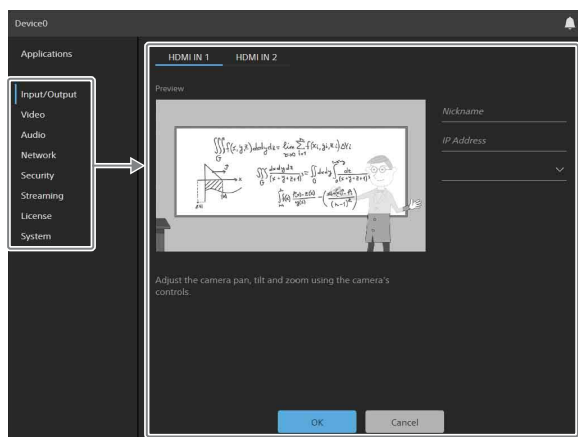 Device0
Applications
Input/Output
Video
Audio
Network
Security
Streaming
License
System
HDMI IN 1
HDMI IN 2
Preview
Nickname
IP Address
Adjust the camera pan, tilt and zoom using the camera's
controls.
OK
Cancel